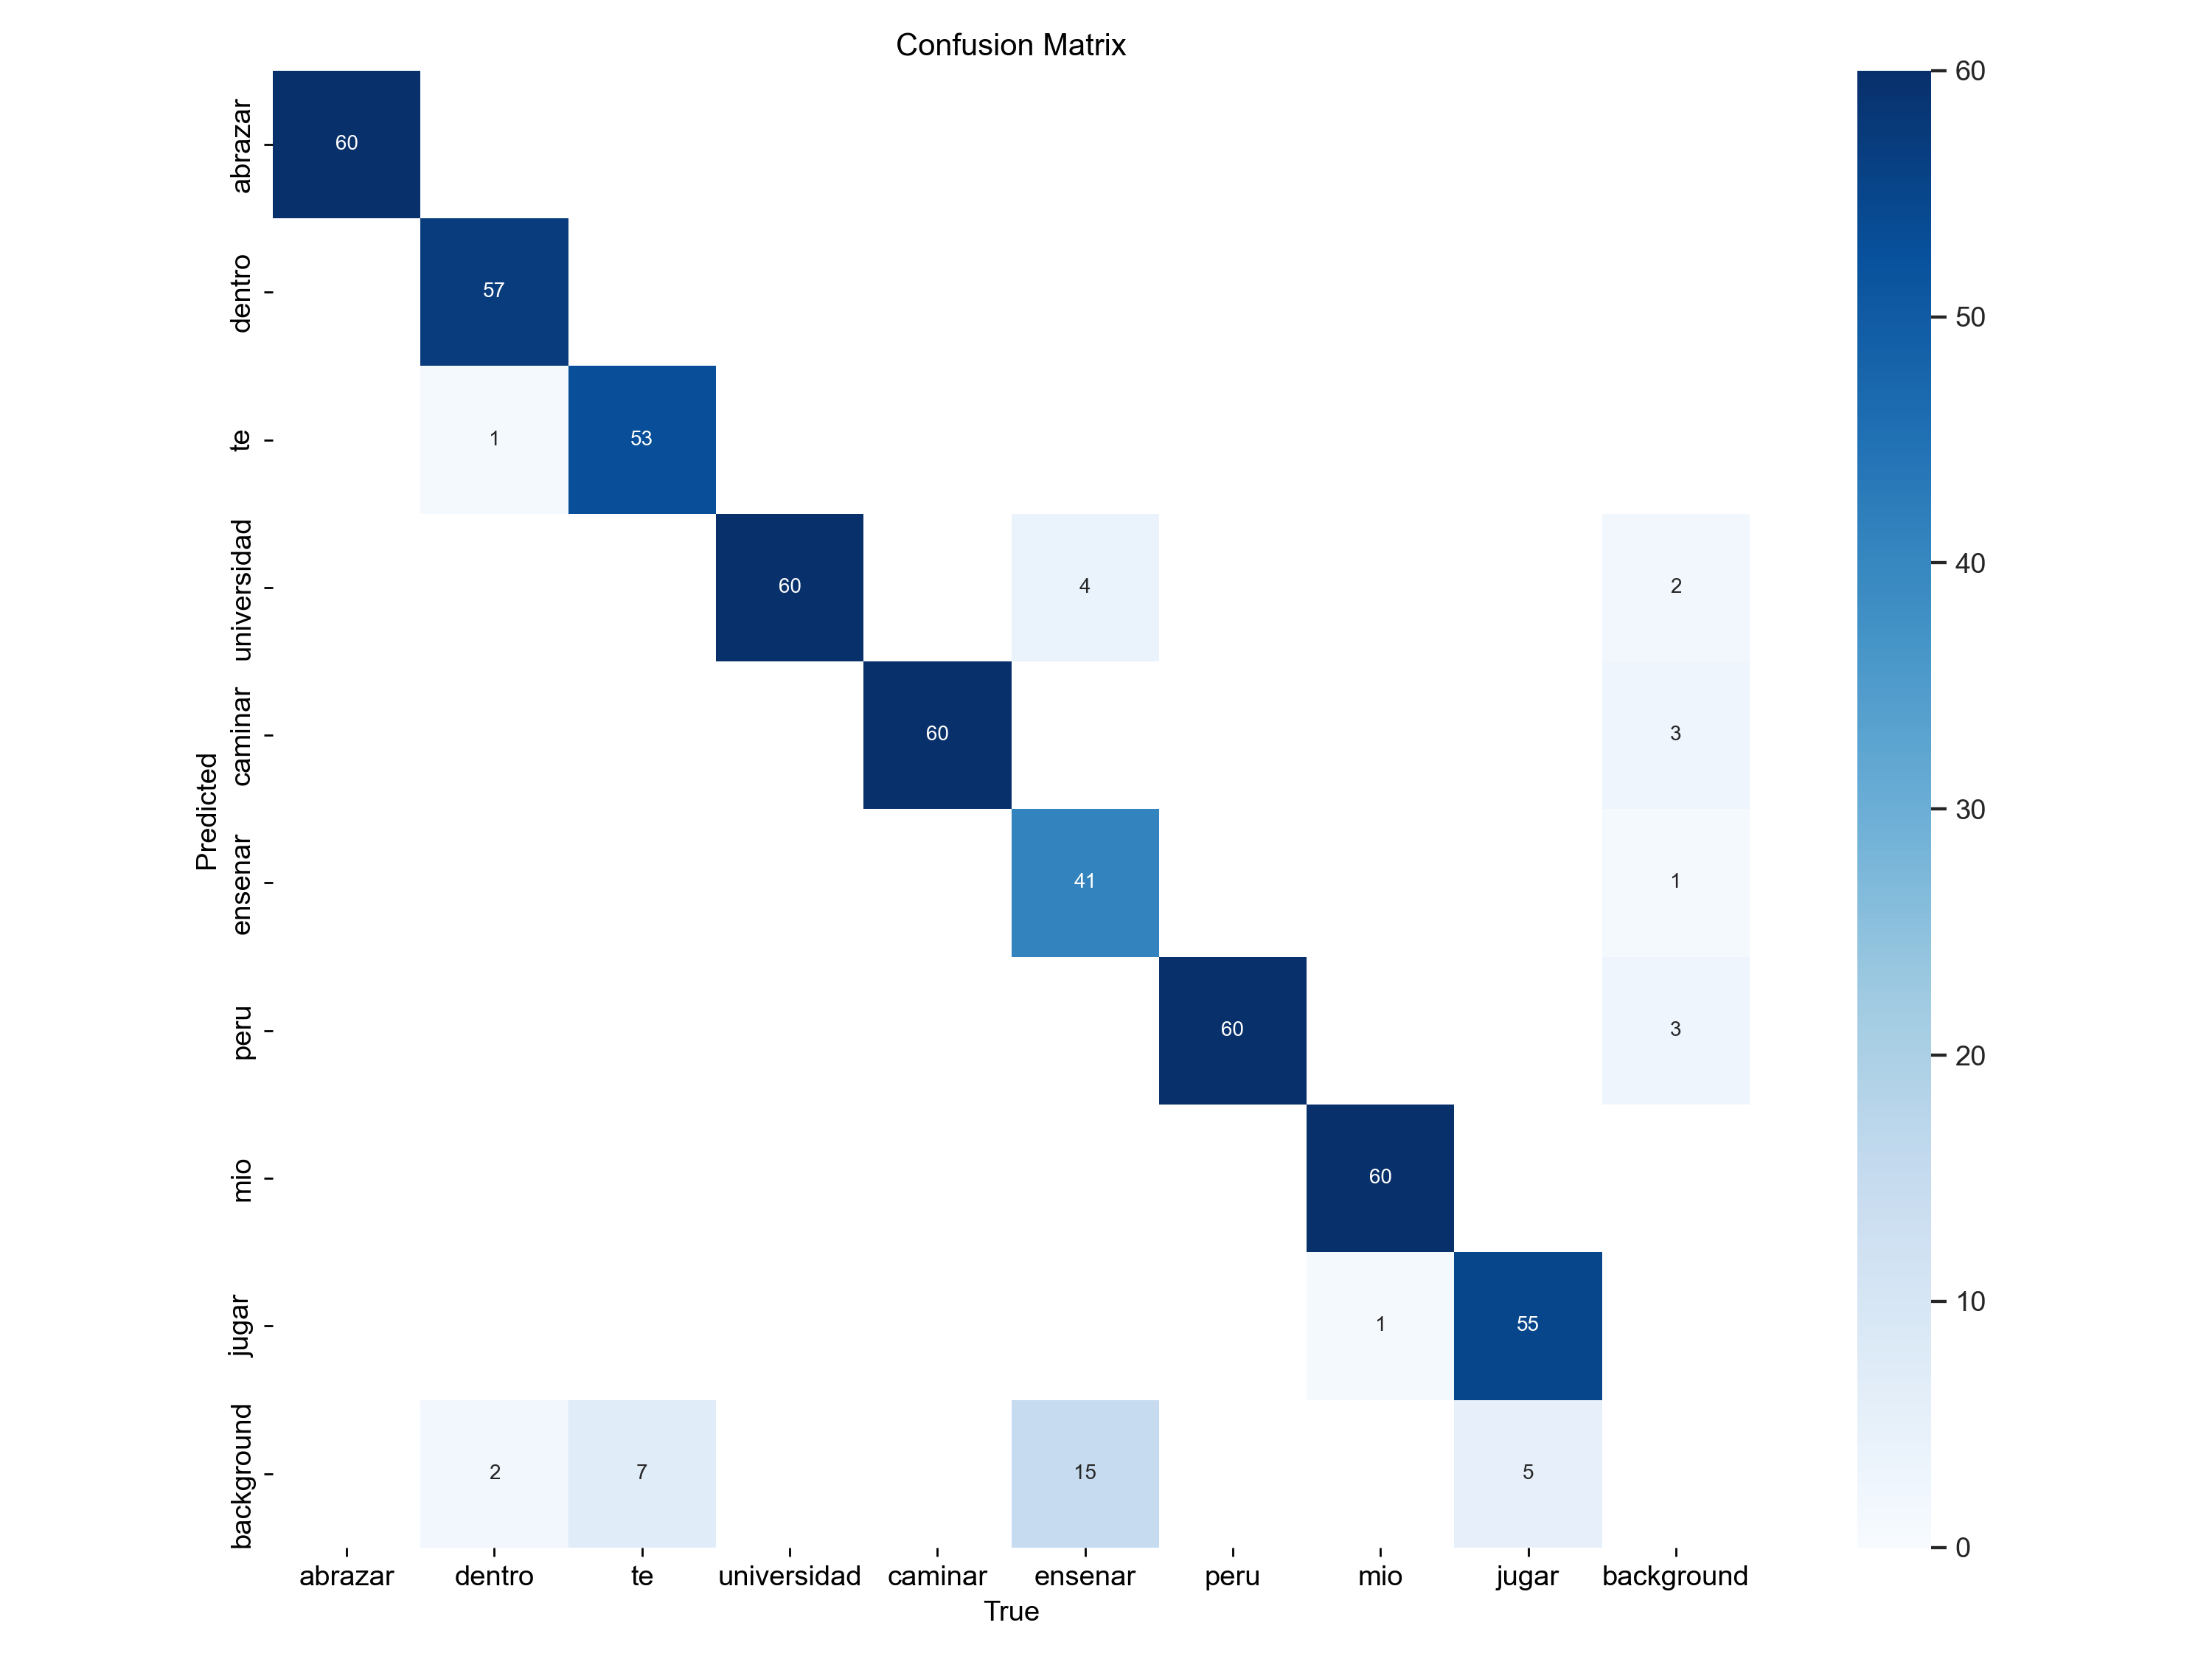 Confusion Matrix
abrazar
60
dentro
57
te
1 53
universidad
60 4 2
caminar
60 3
ensenar
41 1
peru
60 3
mio
60
jugar
1 55
background
2 7 15 5
Predicted
abrazar dentro te universidad caminar ensenar peru mio jugar background
True
60
50
40
30
20
10
0